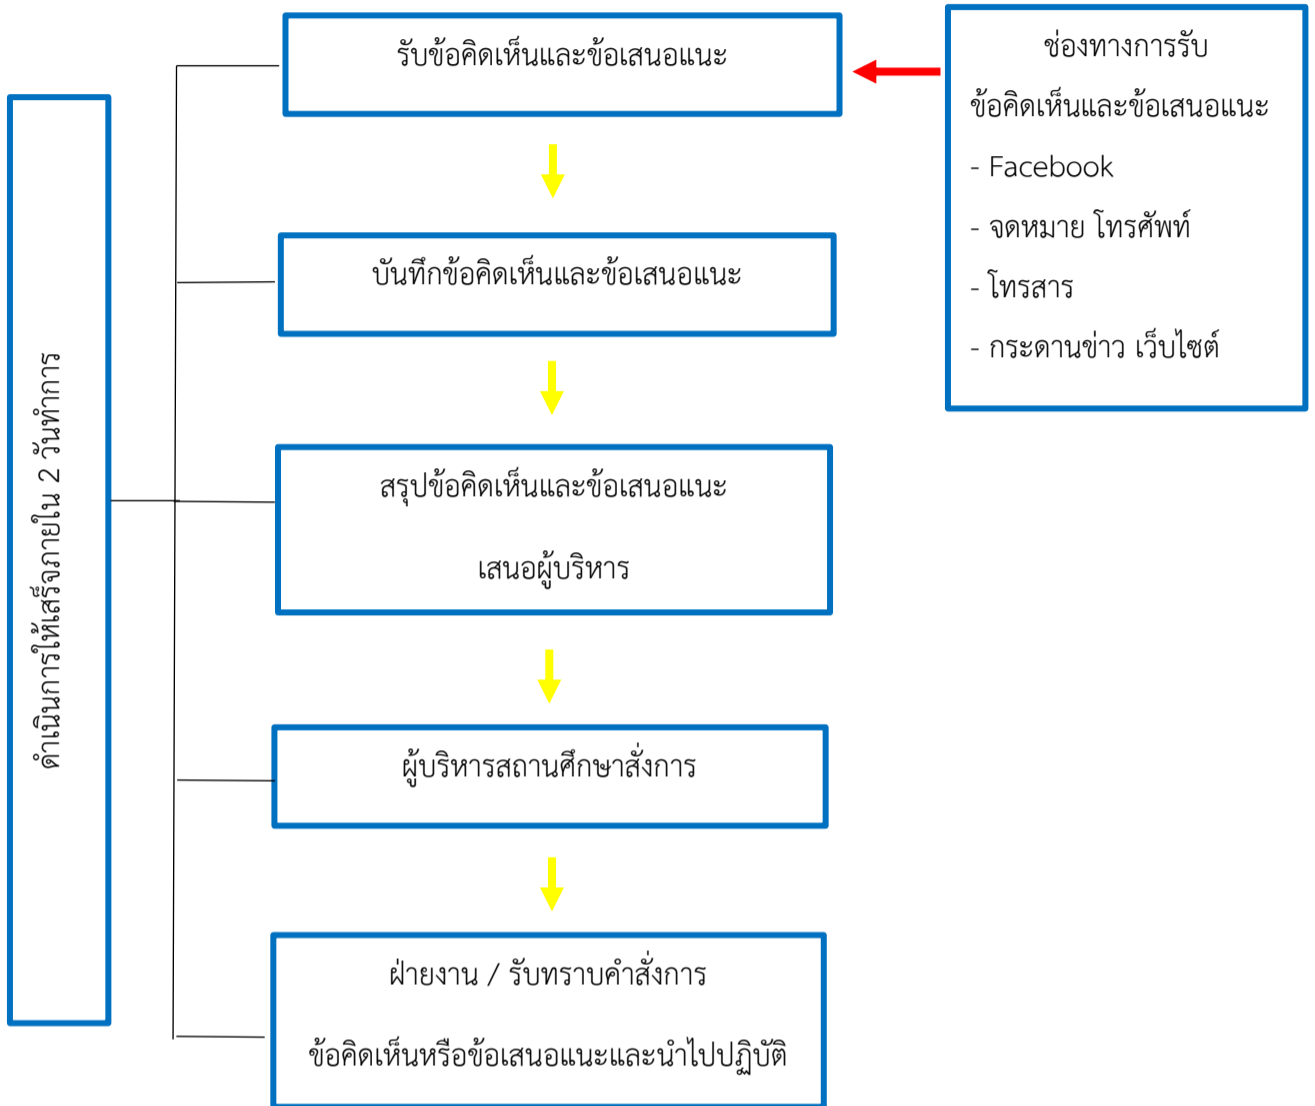 รับข้อคิดเห็นและข้อเสนอแนะ
ช่องทางการรับ
ข้อคิดเห็นและข้อเสนอแนะ
- Facebook
- จดหมาย โทรศัพท์
- โทรสาร
- กระดานข่าว เว็บไซต์
บันทึกข้อคิดเห็นและข้อเสนอแนะ
ดำเนินการให้เสร็จภายใน 2 วันทำการ
สรุปข้อคิดเห็นและข้อเสนอแนะ
เสนอผู้บริหาร
ผู้บริหารสถานศึกษาสั่งการ
ฝ่ายงาน / รับทราบคำสั่งการ
ข้อคิดเห็นหรือข้อเสนอแนะและนำไปปฏิบัติ